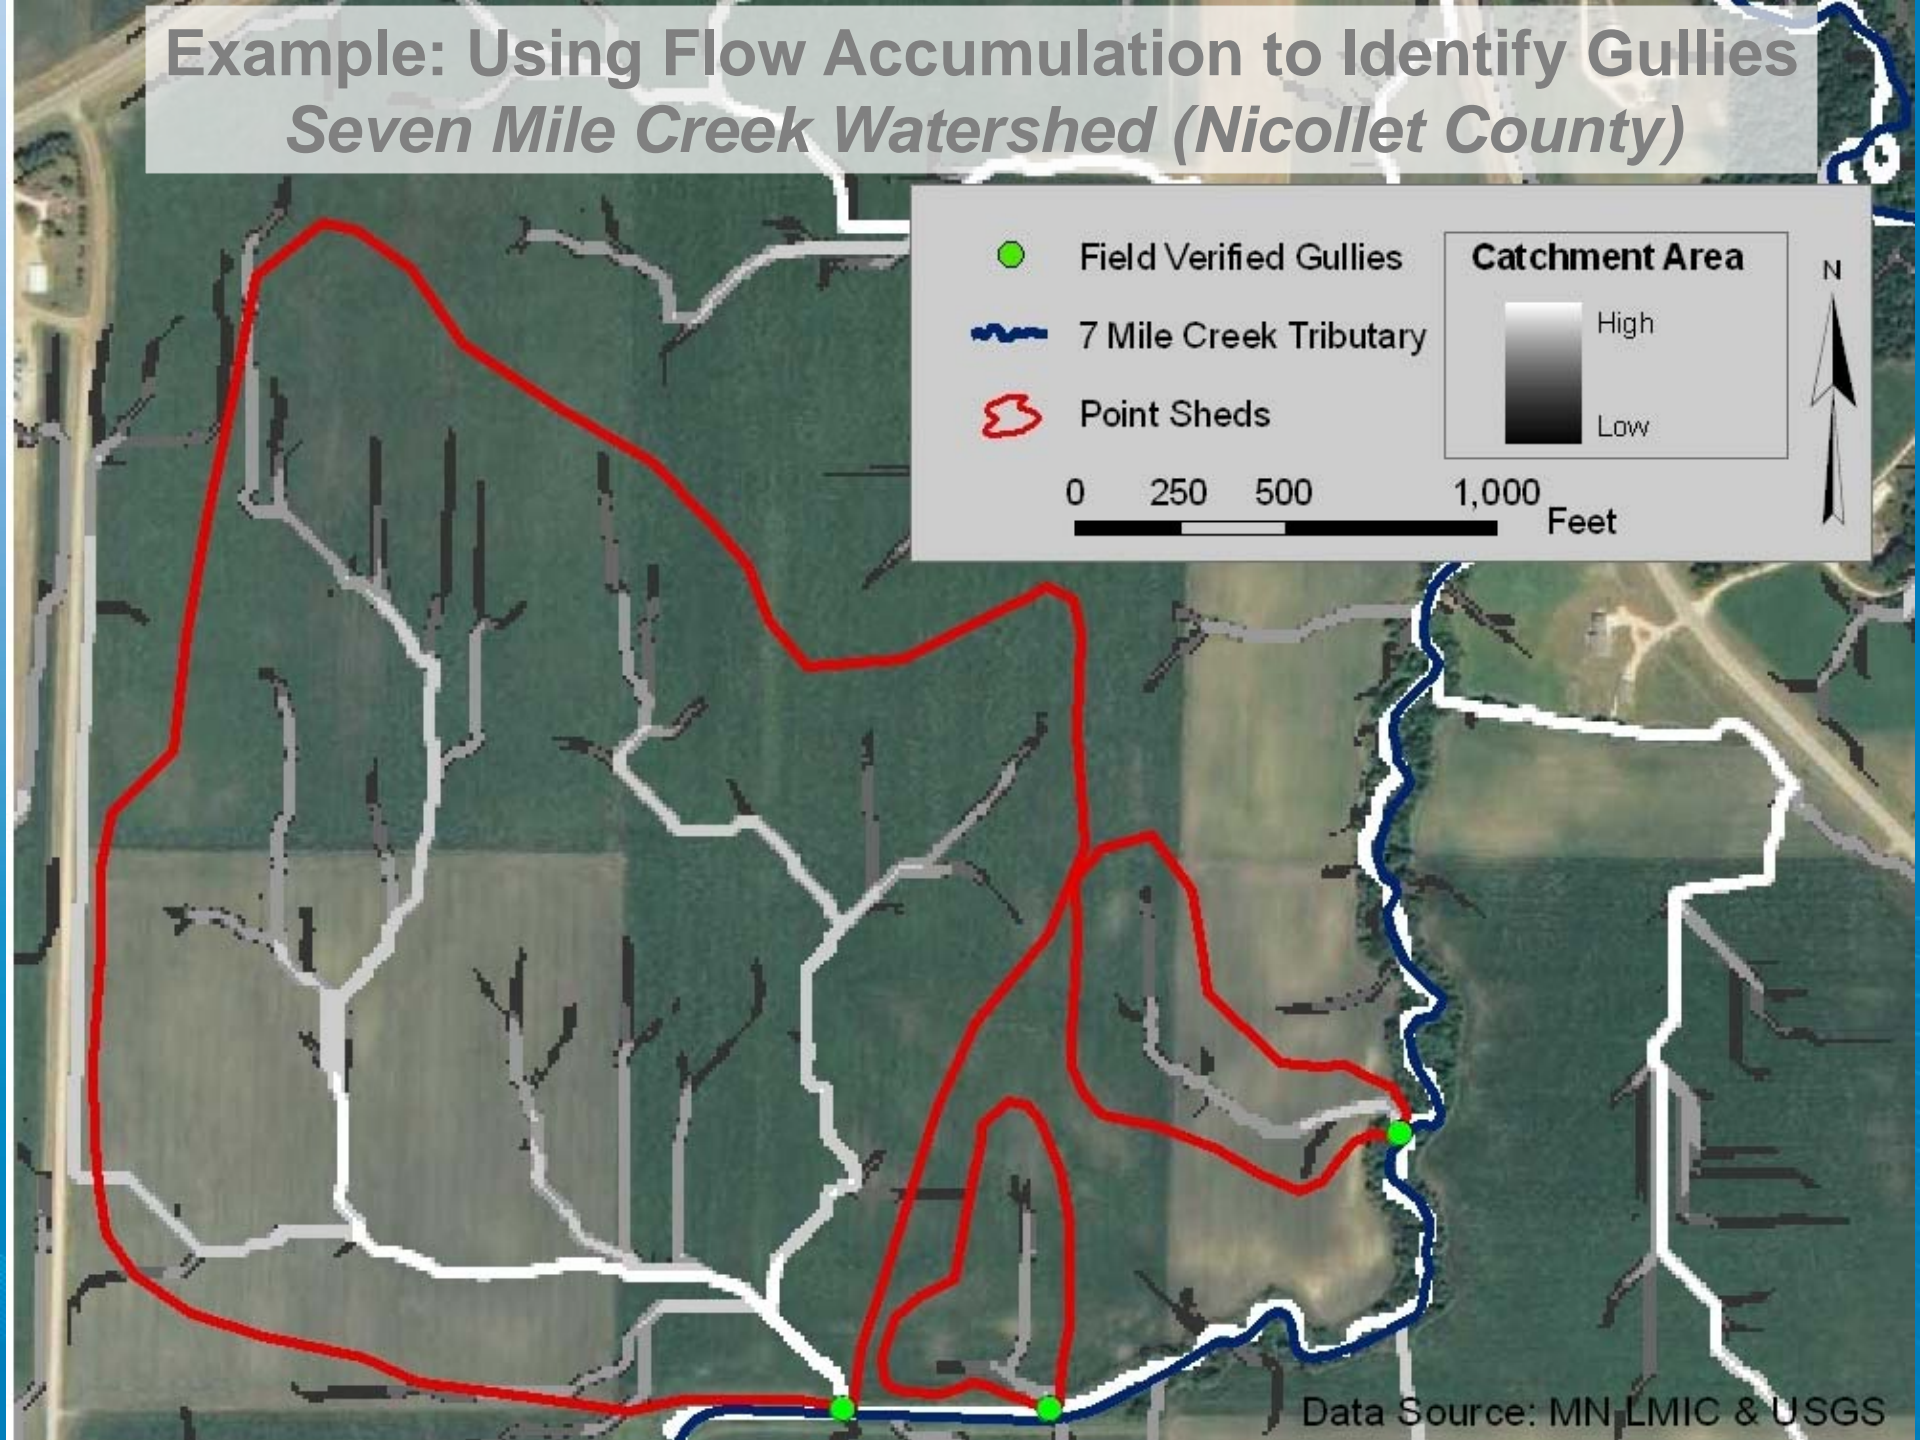 Example: Using Flow Accumulation to Identify Gullies
Seven Mile Creek Watershed (Nicollet County)
Field Verified Gullies
7 Mile Creek Tributary
Point Sheds
Catchment Area
High
Low
N
0 250 500 1,000
Feet
Data Source: MN LMIC & USGS